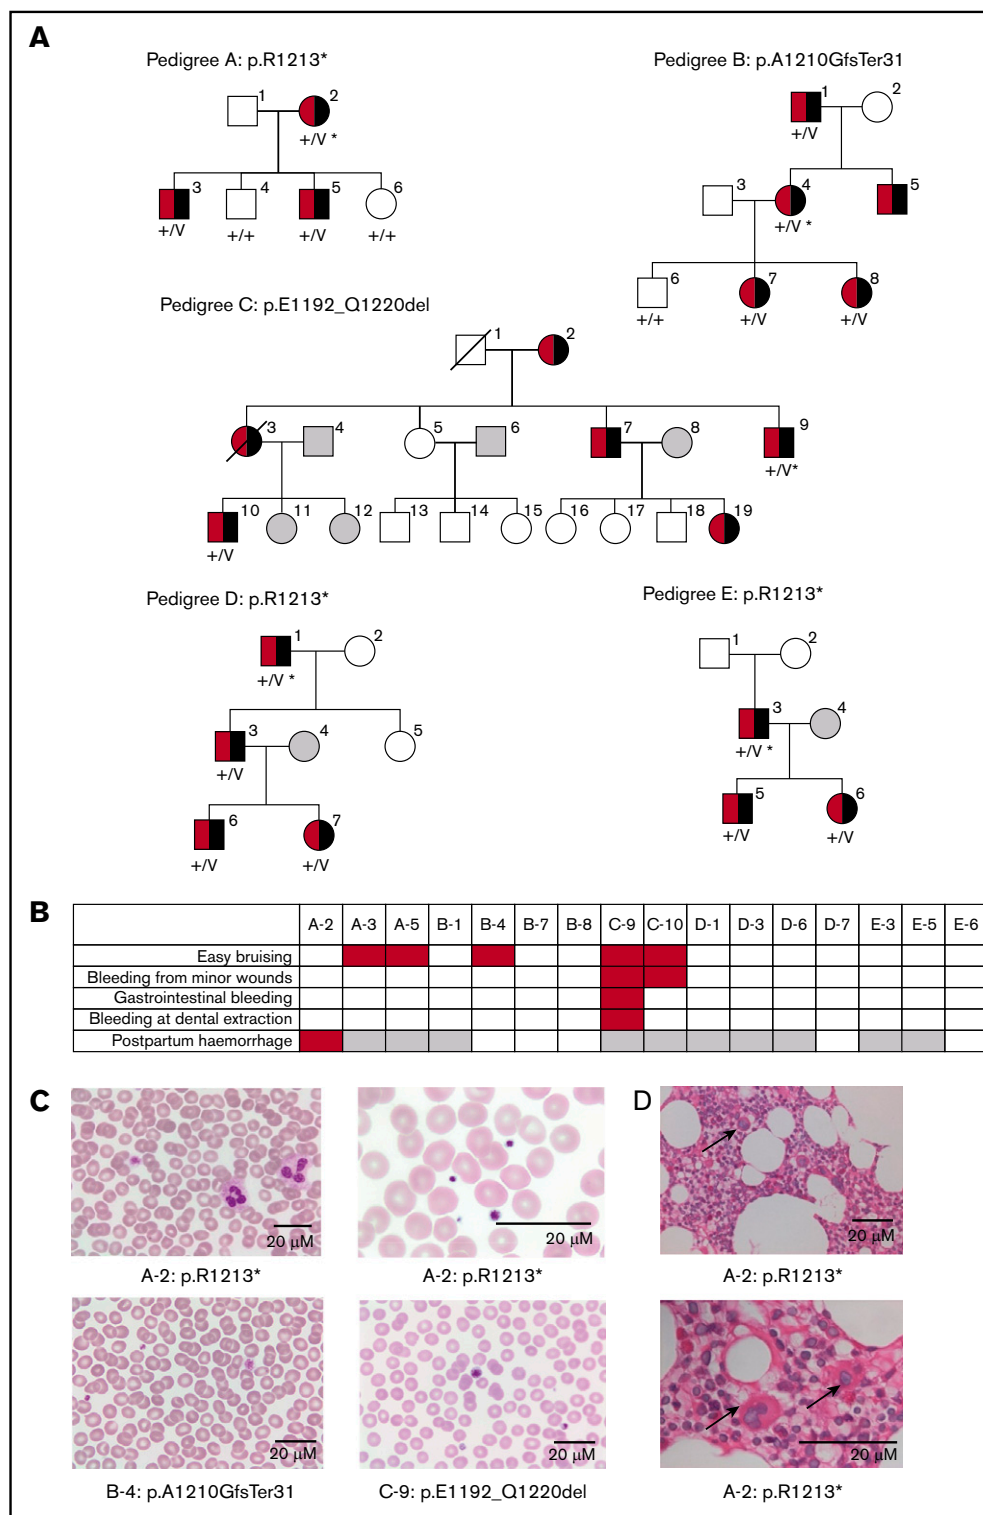 A
Pedigree A: p.R1213*
1 2
+/V *
3 4 5 6
+/V +/+ +/V +/+
Pedigree B: p.A1210GfsTer31
1 2
+/V
3 4 5
+/V *
6 7 8
+/+ +/V +/V
Pedigree C: p.E1192_Q1220del
1 2
3 4 5 6 7 8 9
+/V*
10 11 12 13 14 15 16 17 18 19
+/V
Pedigree D: p.R1213*
1 2
+/V *
3 4 5
+/V
6 7
+/V +/V
Pedigree E: p.R1213*
1 2
3 4
+/V *
5 6
+/V +/V
B
A-2 A-3 A-5 B-1 B-4 B-7 B-8 C-9 C-10 D-1 D-3 D-6 D-7 E-3 E-5 E-6
Easy bruising
Bleeding from minor wounds
Gastrointestinal bleeding
Bleeding at dental extraction
Postpartum haemorrhage
C
20 µM
A-2: p.R1213*
20 µM
A-2: p.R1213*
20 µM
B-4: p.A1210GfsTer31
20 µM
C-9: p.E1192_Q1220del
D
20 µM
A-2: p.R1213*
20 µM
A-2: p.R1213*